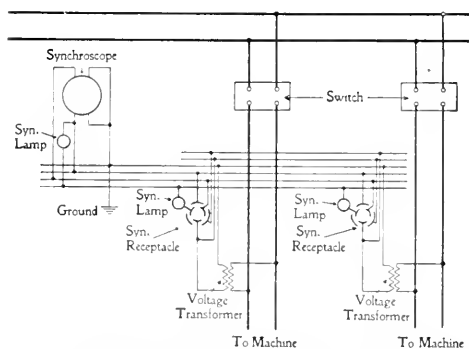 Synchroscope
Syn.
Lamp
Switch
Ground
Syn.
Lamp
Syn.
Receptacle
Syn.
Lamp
Syn.
Receptacle
Voltage
Transformer
Voltage
Transformer
To Machine
To Machine